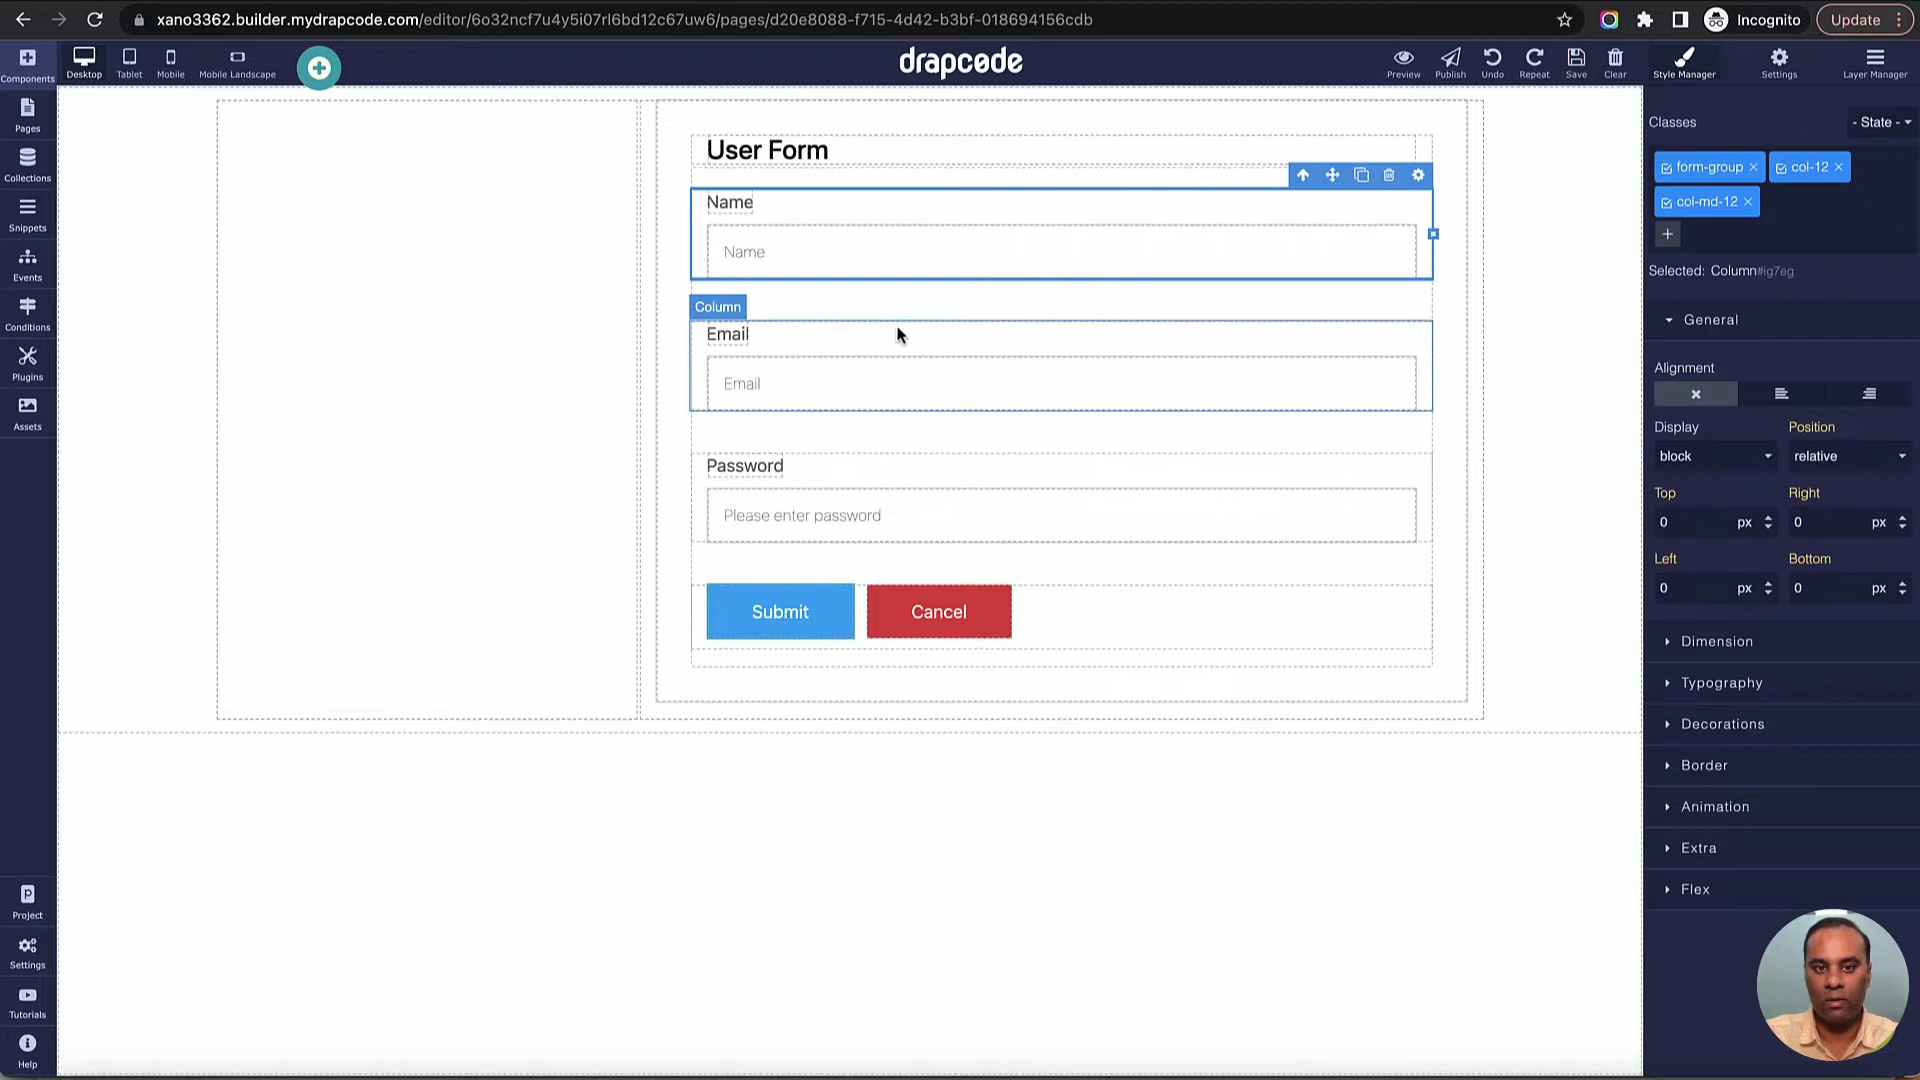 xano3362.builder.mydrapcode.com/editor/6o32ncf7u4y5i07rl6bd12c67uw6/pages/d20e8088-f715-4d42-b3bf-018694156cdb
Incognito
Update
Components
Desktop
Tablet
Mobile
Mobile Landscape
drapcode
Preview
Publish
Undo
Repeat
Save
Clear
Style Manager
Settings
Layer Manager
Pages
Collections
Snippets
Events
Conditions
Plugins
Assets
Project
Settings
Tutorials
Help
User Form
Name
Name
Column
Email
Email
Password
Please enter password
Submit
Cancel
Classes
- State -
form-group
col-12
col-md-12
Selected: Column#ig7eg
General
Alignment
Display
Position
block
relative
Top
Right
0 px
0 px
Left
Bottom
0 px
0 px
Dimension
Typography
Decorations
Border
Animation
Extra
Flex